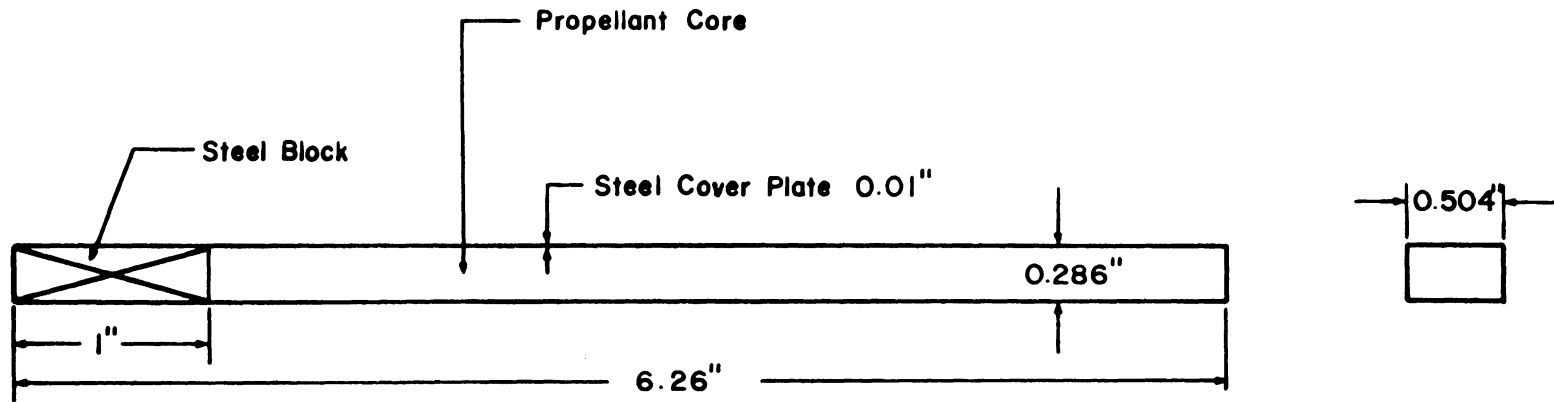 Propellant Core
Steel Block
Steel Cover Plate 0.01"
0.504"
0.286"
1"
6.26"